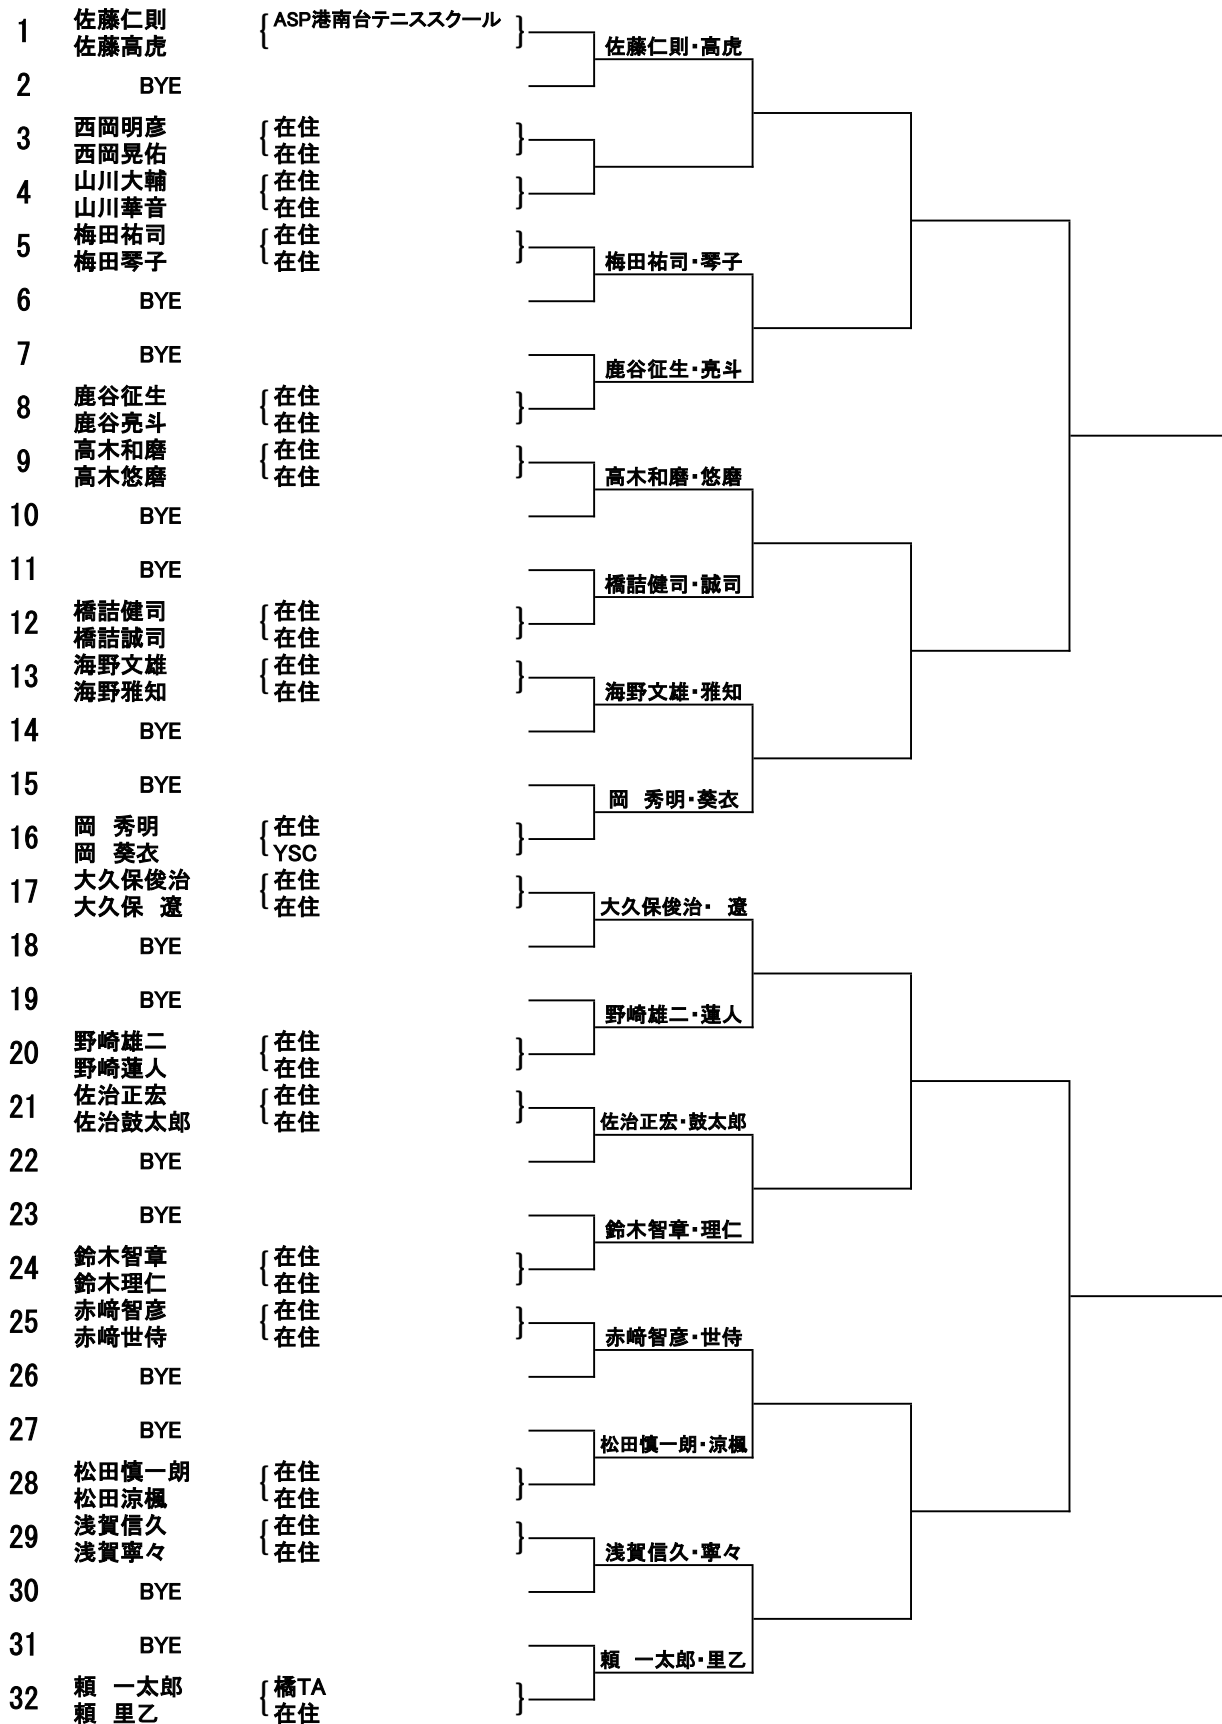 1 佐藤仁則 ASP港南台テニススクール
佐藤高虎
佐藤仁則・高虎
2 BYE
3 西岡明彦 在住
西岡晃佑 在住
4 山川大輔 在住
山川華音 在住
5 梅田祐司 在住
梅田琴子 在住
梅田祐司・琴子
6 BYE
7 BYE
鹿谷征生・亮斗
8 鹿谷征生 在住
鹿谷亮斗 在住
9 高木和磨 在住
高木悠磨 在住
高木和磨・悠磨
10 BYE
11 BYE
橋詰健司・誠司
12 橋詰健司 在住
橋詰誠司 在住
13 海野文雄 在住
海野雅知 在住
海野文雄・雅知
14 BYE
15 BYE
岡　秀明・葵衣
16 岡　秀明 在住
岡　葵衣 YSC
17 大久保俊治 在住
大久保　遼 在住
大久保俊治・　遼
18 BYE
19 BYE
野崎雄二・蓮人
20 野崎雄二 在住
野崎蓮人 在住
21 佐治正宏 在住
佐治鼓太郎 在住
佐治正宏・鼓太郎
22 BYE
23 BYE
鈴木智章・理仁
24 鈴木智章 在住
鈴木理仁 在住
25 赤﨑智彦 在住
赤﨑世侍 在住
赤﨑智彦・世侍
26 BYE
27 BYE
松田慎一朗・涼楓
28 松田慎一朗 在住
松田涼楓 在住
29 浅賀信久 在住
浅賀寧々 在住
浅賀信久・寧々
30 BYE
31 BYE
頼　一太郎・里乙
32 頼　一太郎 橘TA
頼　里乙 在住